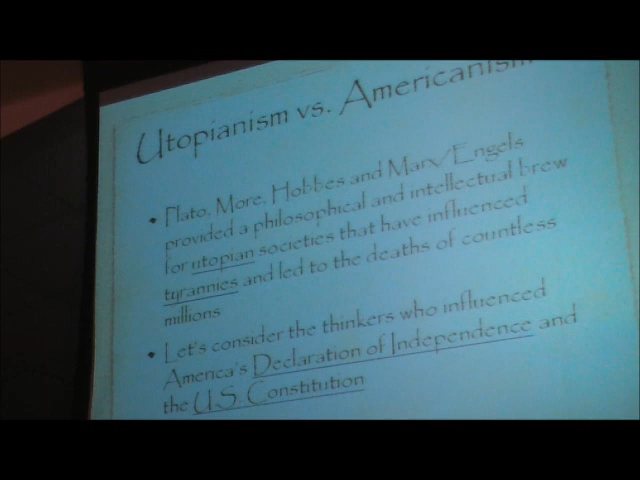 Utopianism vs. Americanism
• Plato, More, Hobbes and Marx/Engels
provided a philosophical and intellectual brew
for utopian societies that have influenced
tyrannies and led to the deaths of countless
millions
• Let's consider the thinkers who influenced
America's Declaration of Independence and
the U.S. Constitution